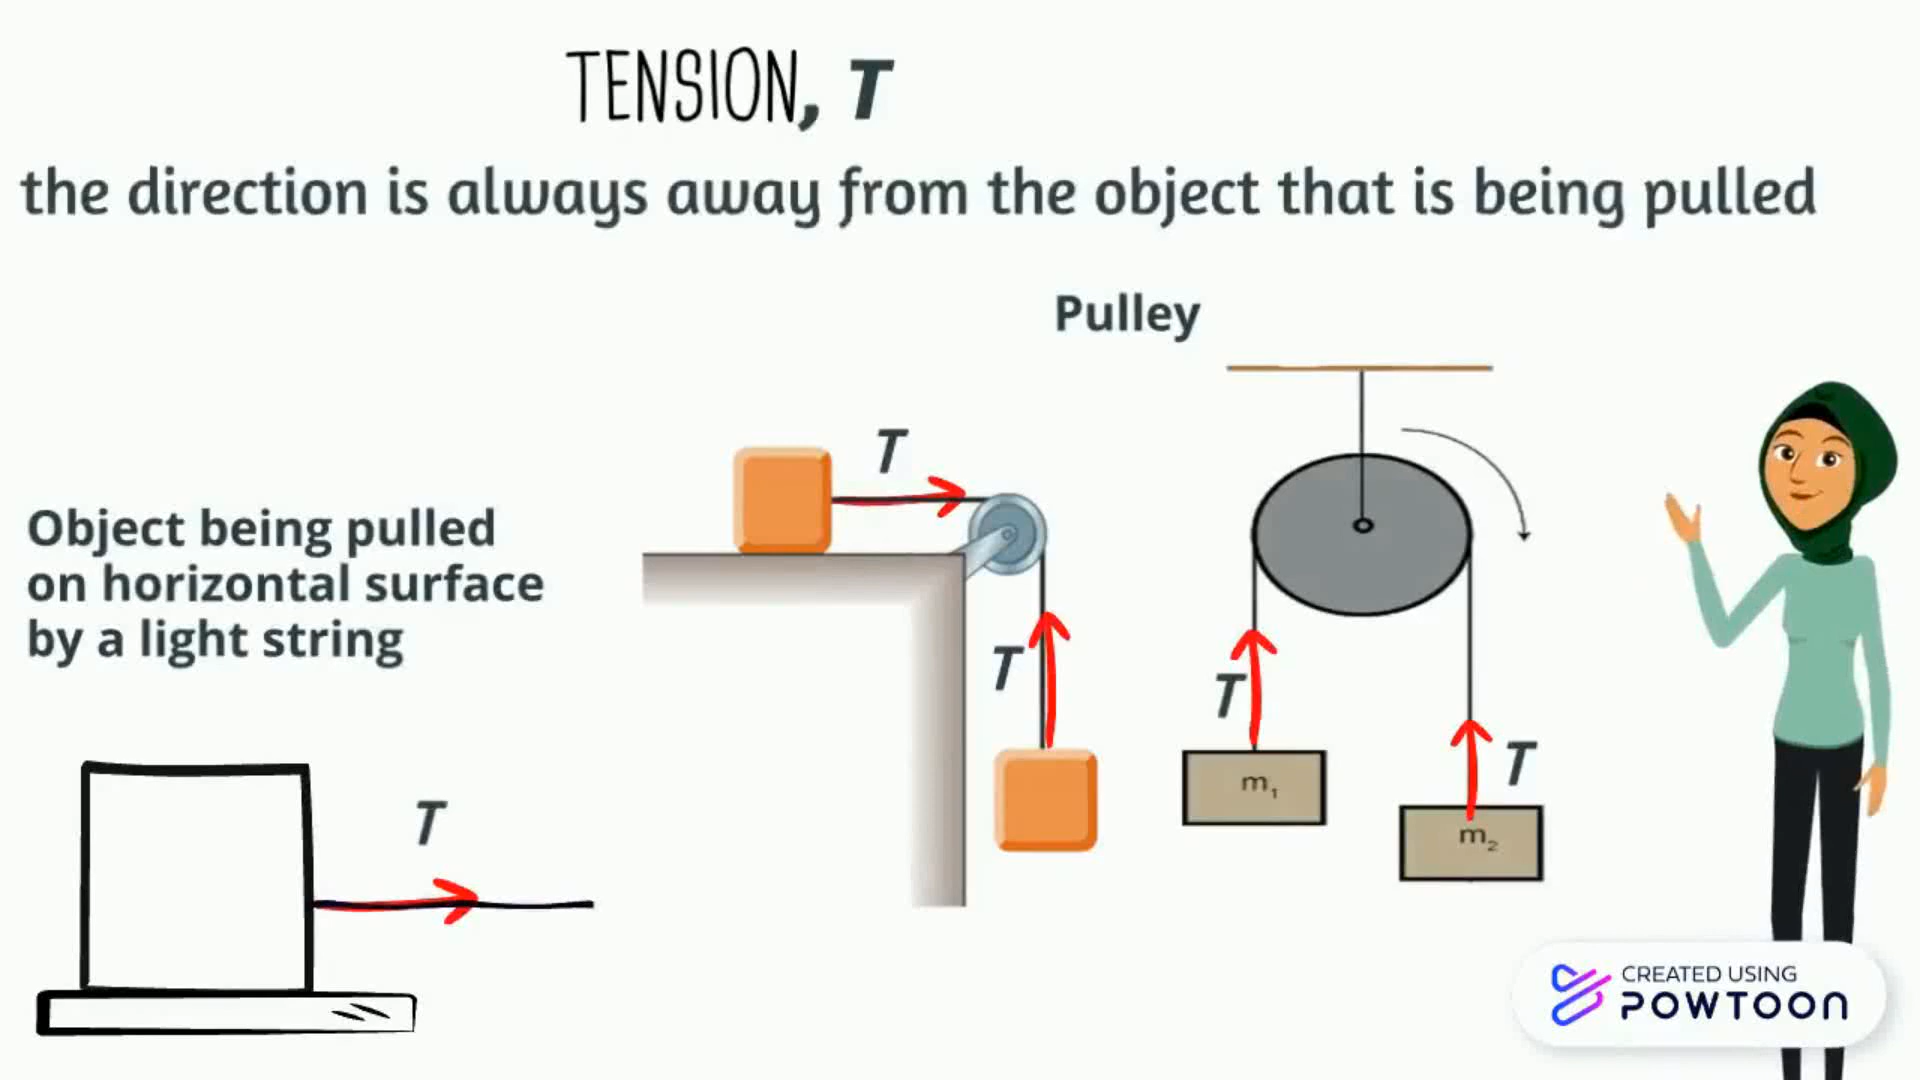 TENSION, T
the direction is always away from the object that is being pulled
Pulley
Object being pulled
on horizontal surface
by a light string
T
T
T
T
m₁
T
m₂
T
CREATED USING
POWTOON